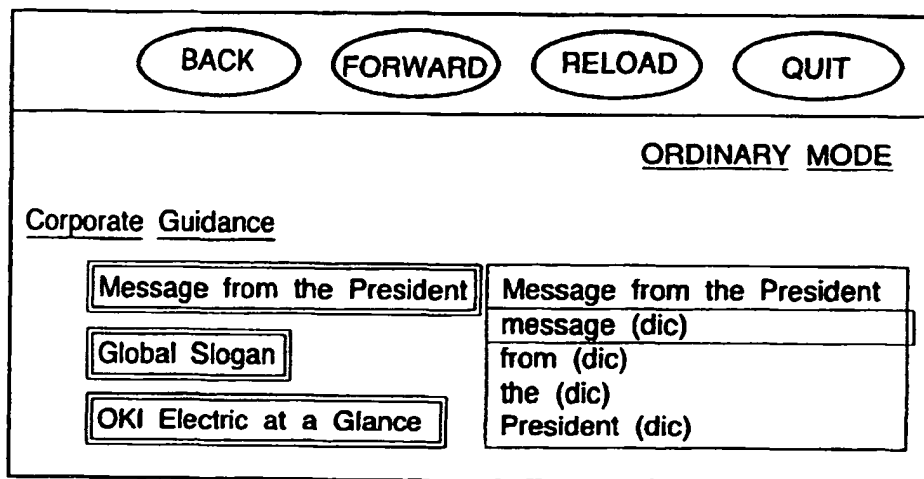 BACK FORWARD RELOAD QUIT
ORDINARY MODE
Corporate Guidance
Message from the President
Global Slogan
OKI Electric at a Glance
Message from the President
message (dic)
from (dic)
the (dic)
President (dic)